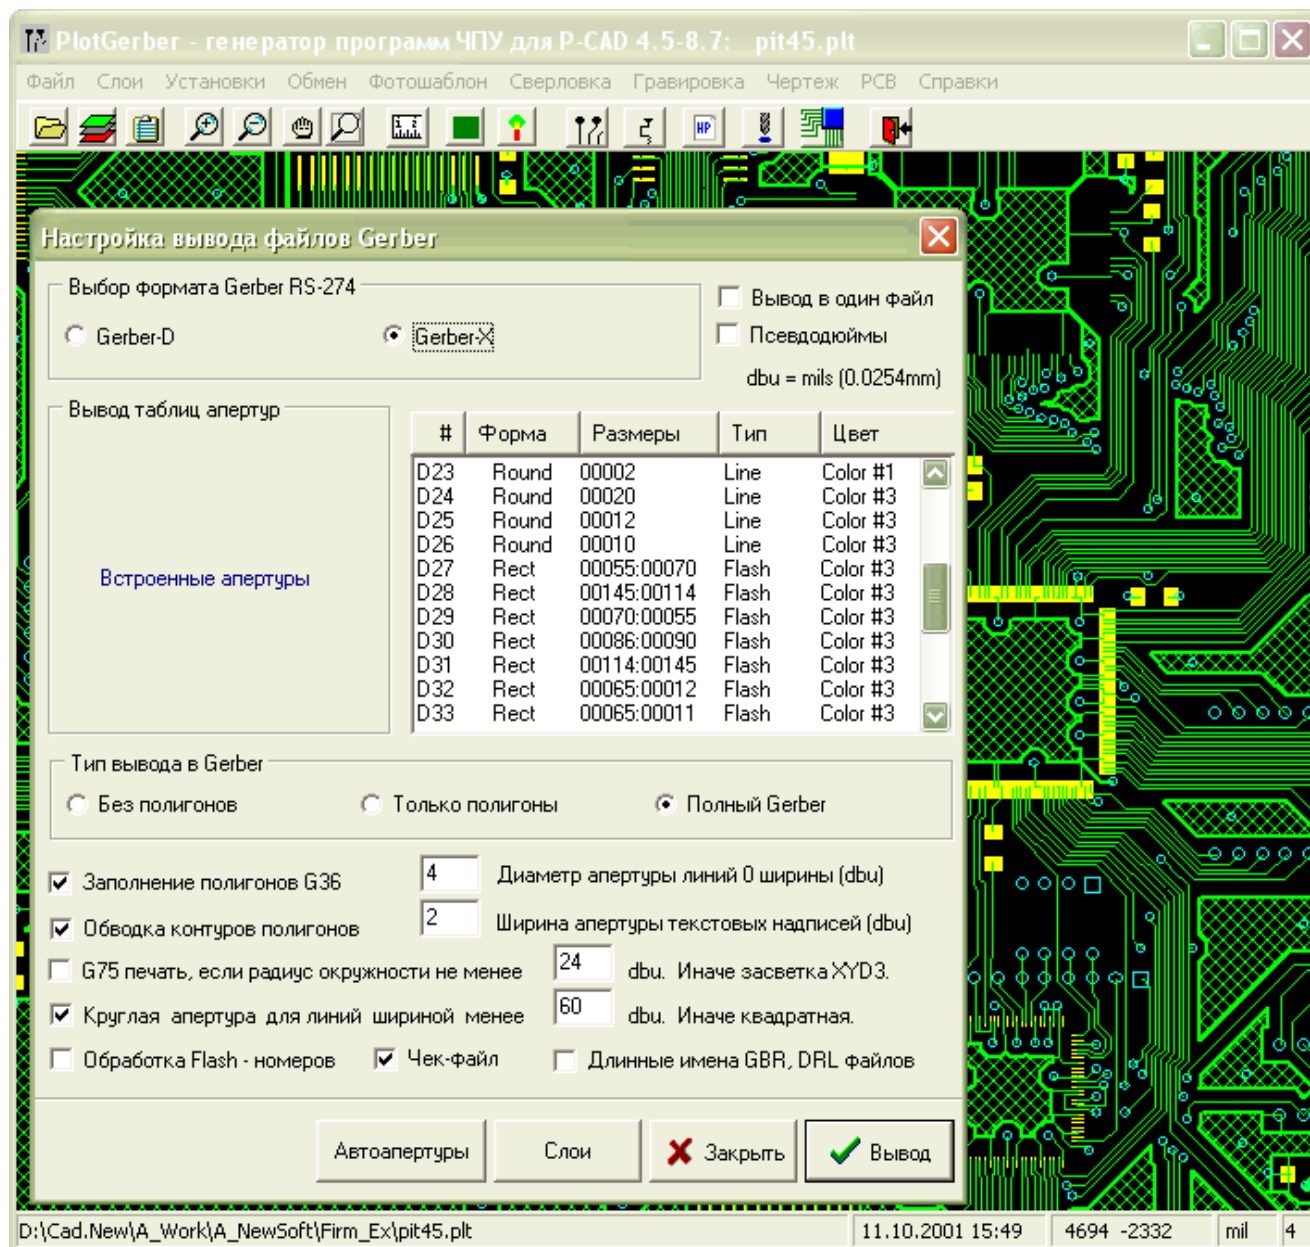 PlotGerber - генератор программ ЧПУ для P-CAD 4.5-8.7: pit45.plt
Файл Слои Установки Обмен Фотошаблон Сверловка Гравировка Чертеж PCB Справки
HP
Настройка вывода файлов Gerber
Выбор формата Gerber RS-274
Вывод в один файл
Gerber-D Gerber-X Псевдодюймы
dbu = mils (0.0254mm)
Вывод таблиц апертур
# Форма Размеры Тип Цвет
D23 Round 00002 Line Color #1
D24 Round 00020 Line Color #3
D25 Round 00012 Line Color #3
D26 Round 00010 Line Color #3
D27 Rect 00055:00070 Flash Color #3
Встроенные апертуры
D28 Rect 00145:00114 Flash Color #3
D29 Rect 00070:00055 Flash Color #3
D30 Rect 00086:00090 Flash Color #3
D31 Rect 00114:00145 Flash Color #3
D32 Rect 00065:00012 Flash Color #3
D33 Rect 00065:00011 Flash Color #3
Тип вывода в Gerber
Без полигонов Только полигоны Полный Gerber
Заполнение полигонов G36 4 Диаметр апертуры линий 0 ширины (dbu)
Обводка контуров полигонов 2 Ширина апертуры текстовых надписей (dbu)
G75 печать, если радиус окружности не менее 24 dbu. Иначе засветка XYD3.
Круглая апертура для линий шириной менее 60 dbu. Иначе квадратная.
Обработка Flash - номеров Чек-файл Длинные имена GBR, DRL файлов
Автоапертуры Слои Закрыть Вывод
D:\Cad.New\A_Work\A_NewSoft\Firm_Ex\pit45.plt 11.10.2001 15:49 4694 -2332 mil 4